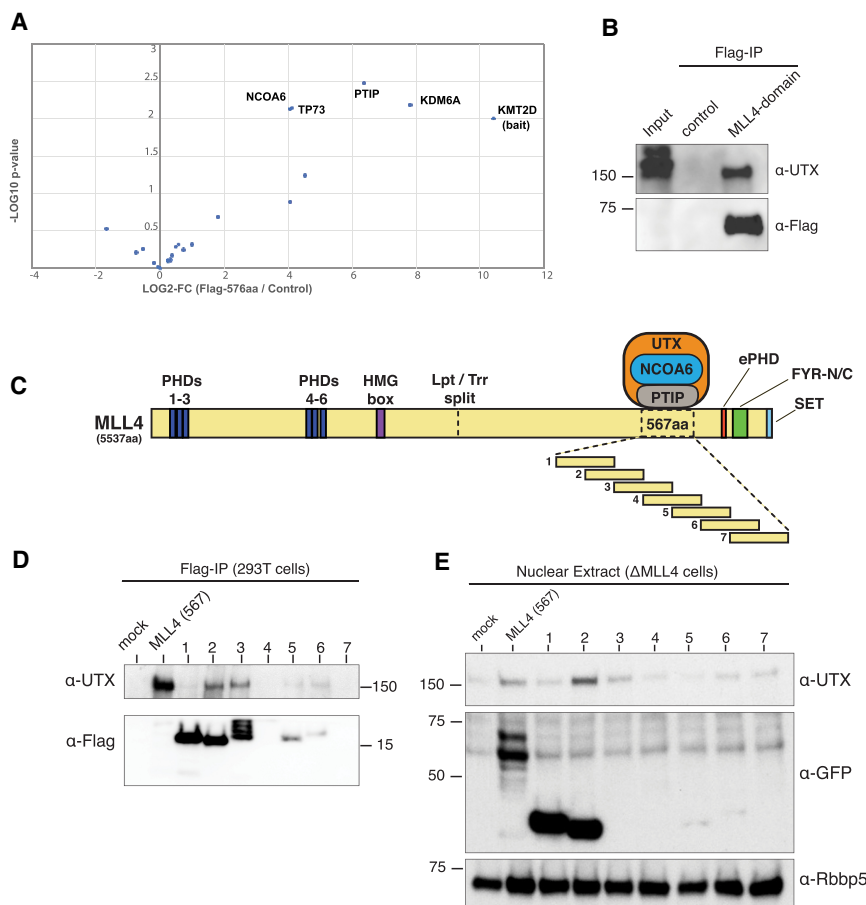 A
3
2.5
2
1.5
1
0.5
-4
-2
0
2
4
6
8
10
12
-LOG10 p-value
LOG2-FC (Flag-576aa / Control)
NCOA6
TP73
PTIP
KDM6A
KMT2D
(bait)
B
Flag-IP
Input
control
MLL4-domain
150
α-UTX
75
α-Flag
C
UTX
NCOA6
PTIP
567aa
ePHD
FYR-N/C
SET
PHDs
1-3
PHDs
4-6
HMG
box
Lpt / Trr
split
MLL4
(5537aa)
1
2
3
4
5
6
7
D
Flag-IP (293T cells)
mock
MLL4 (567)
1 2 3 4 5 6 7
α-UTX
150
α-Flag
15
E
Nuclear Extract (ΔMLL4 cells)
mock
MLL4 (567)
1 2 3 4 5 6 7
150
α-UTX
75
50
α-GFP
75
α-Rbbp5